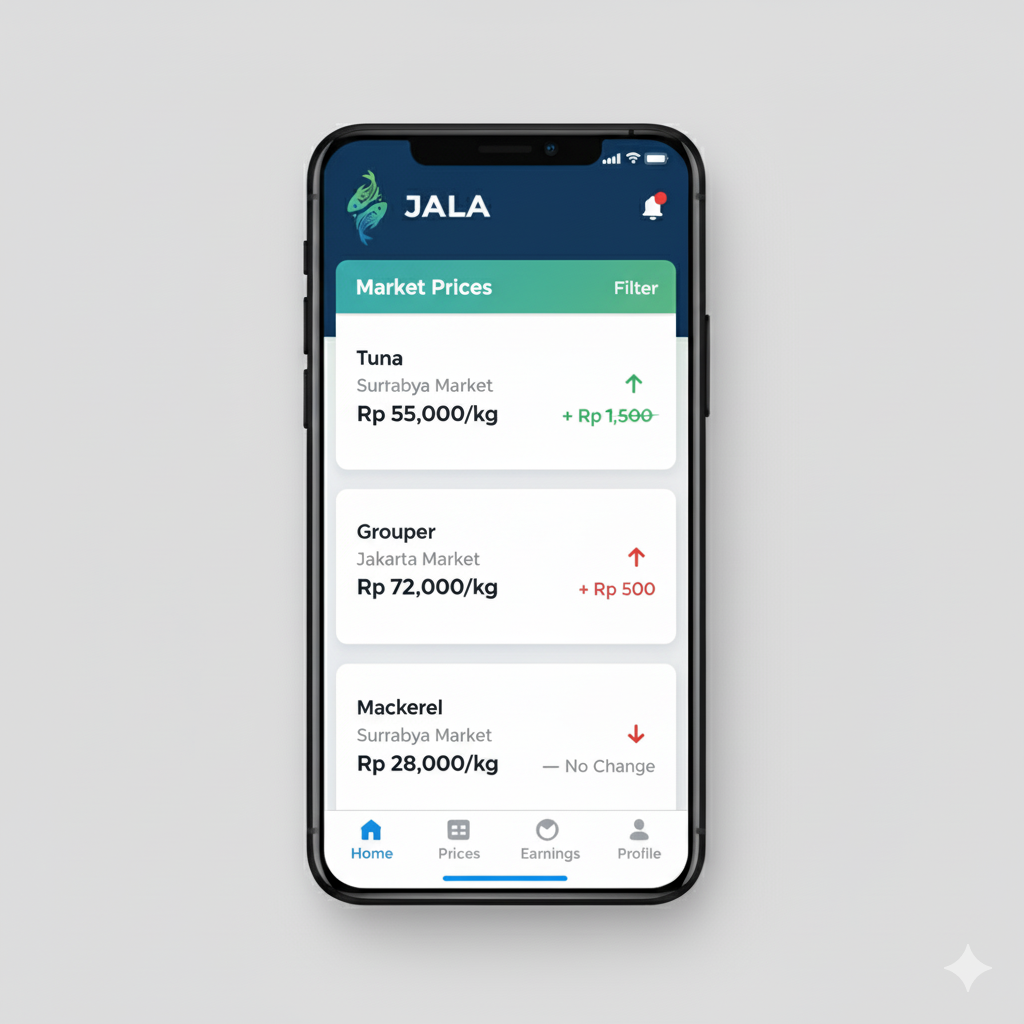 JALA
Market Prices Filter
Tuna
Surtabya Market
Rp 55,000/kg + Rp 1,500
Grouper
Jakarta Market
Rp 72,000/kg + Rp 500
Mackerel
Surrabya Market
Rp 28,000/kg — No Change
Home Prices Earnings Profile